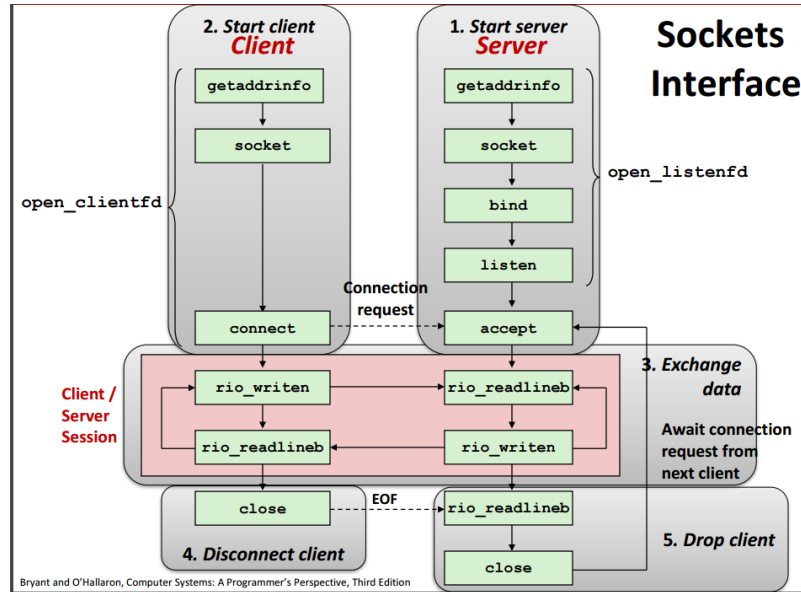 2. Start client
Client
1. Start server
Server
Sockets
Interface
getaddrinfo
getaddrinfo
socket
socket
open_clientfd
open_listenfd
bind
listen
Connection
request
connect
accept
3. Exchange
data
Client /
Server
Session
rio_writen
rio_readlineb
Await connection
request from
next client
rio_readlineb
rio_writen
close
EOF
rio_readlineb
4. Disconnect client
5. Drop client
close
Bryant and O'Hallaron, Computer Systems: A Programmer's Perspective, Third Edition